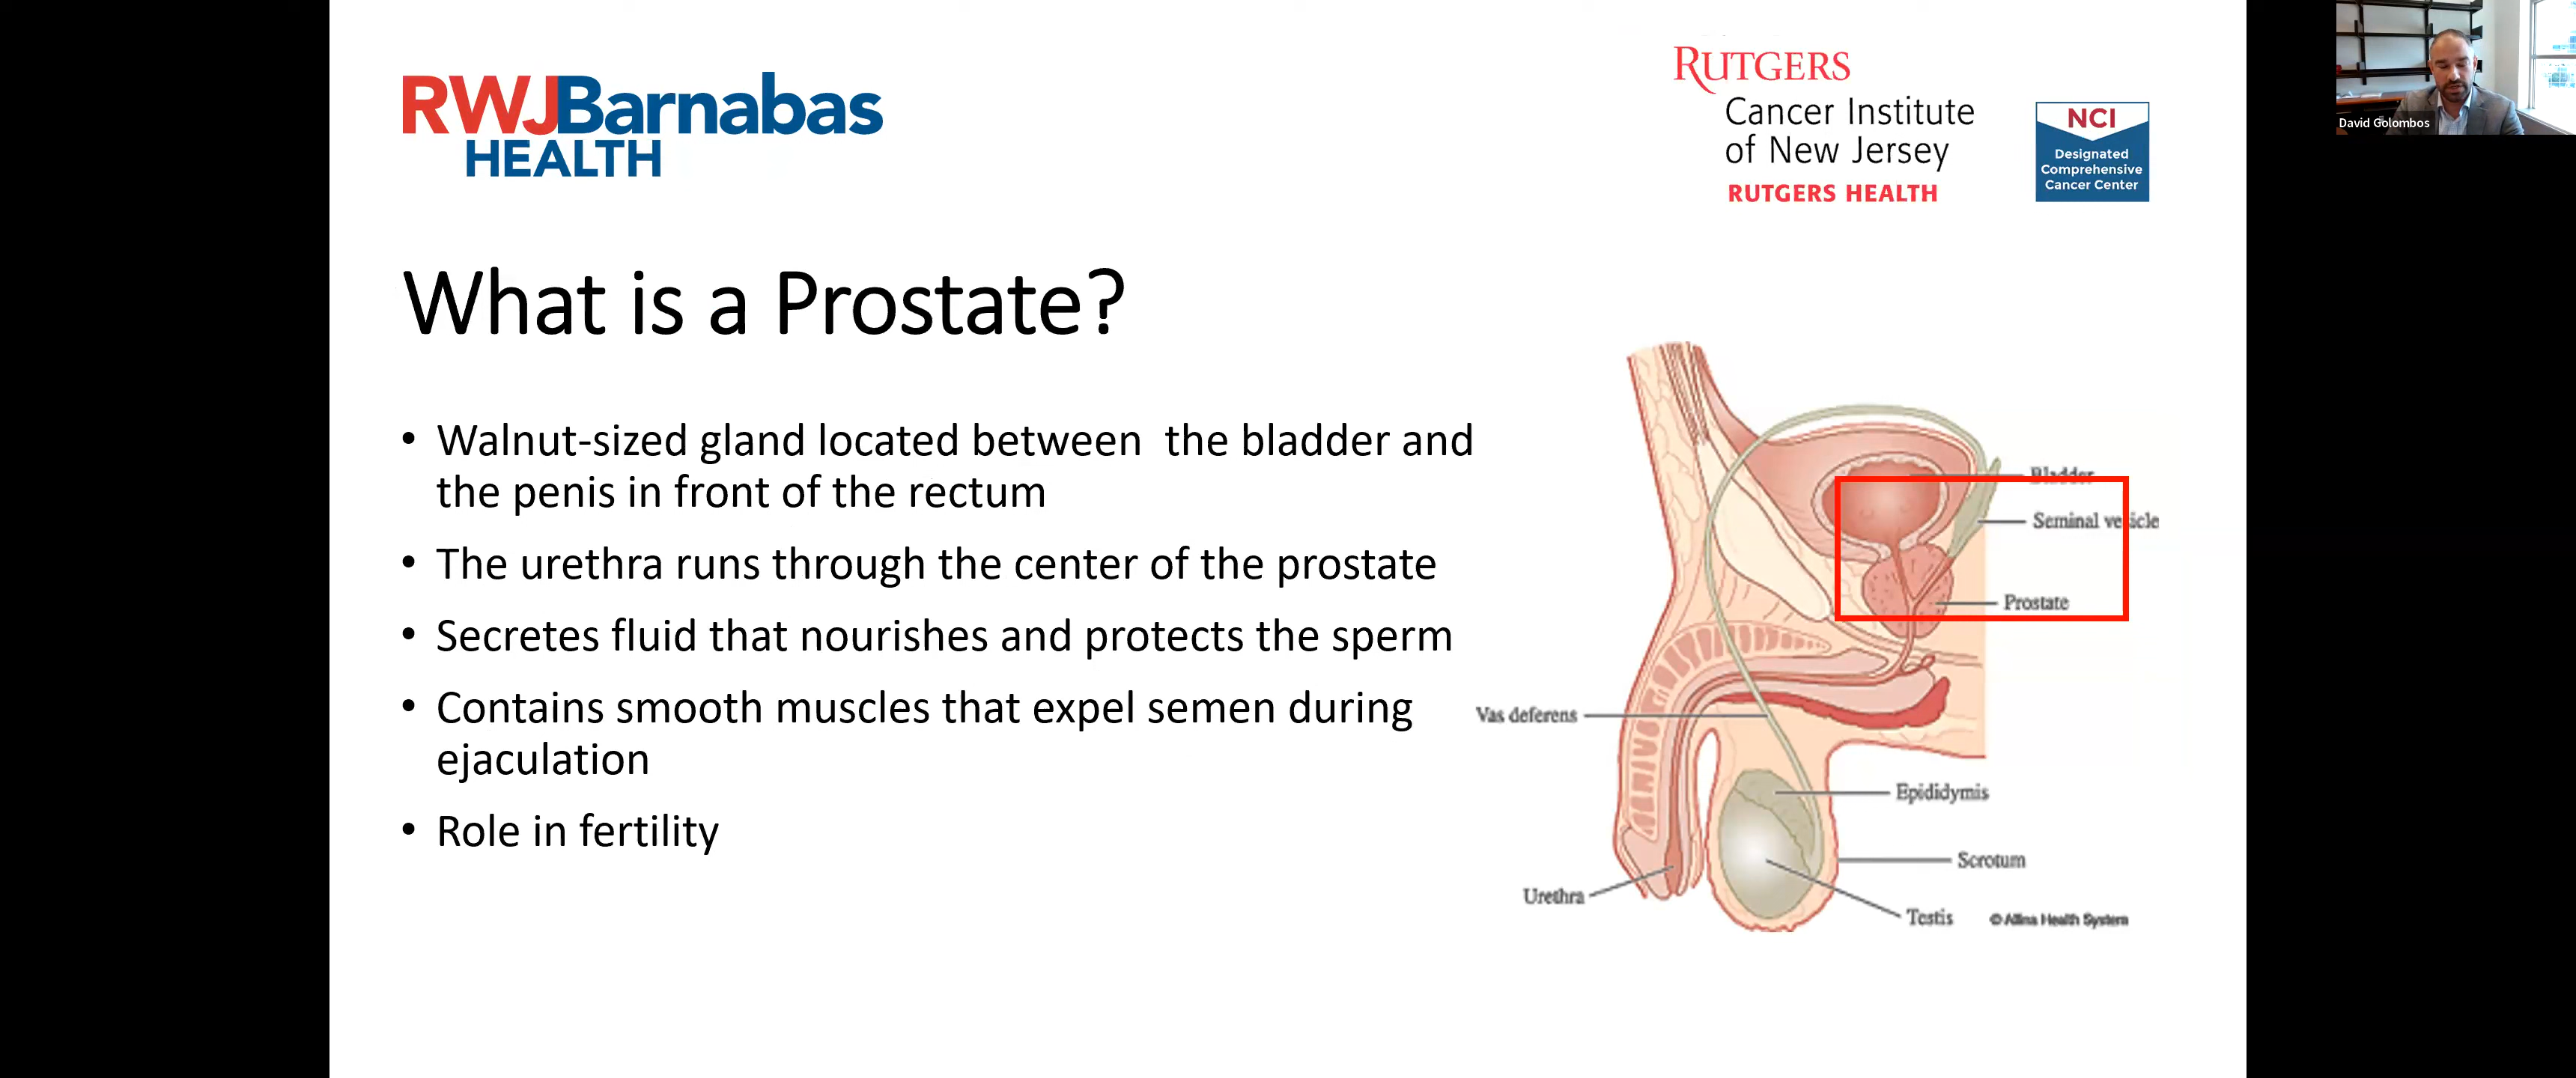 RWJBarnabas
HEALTH
RUTGERS
Cancer Institute
of New Jersey
RUTGERS HEALTH
NCI
Designated
Comprehensive
Cancer Center
David Golombos
What is a Prostate?
• Walnut-sized gland located between  the bladder and
the penis in front of the rectum
• The urethra runs through the center of the prostate
• Secretes fluid that nourishes and protects the sperm
• Contains smooth muscles that expel semen during
ejaculation
• Role in fertility
Bladder
Seminal vesicle
Prostate
Vas deferens
Epididymis
Scrotum
Urethra
Testis
© Allina Health System